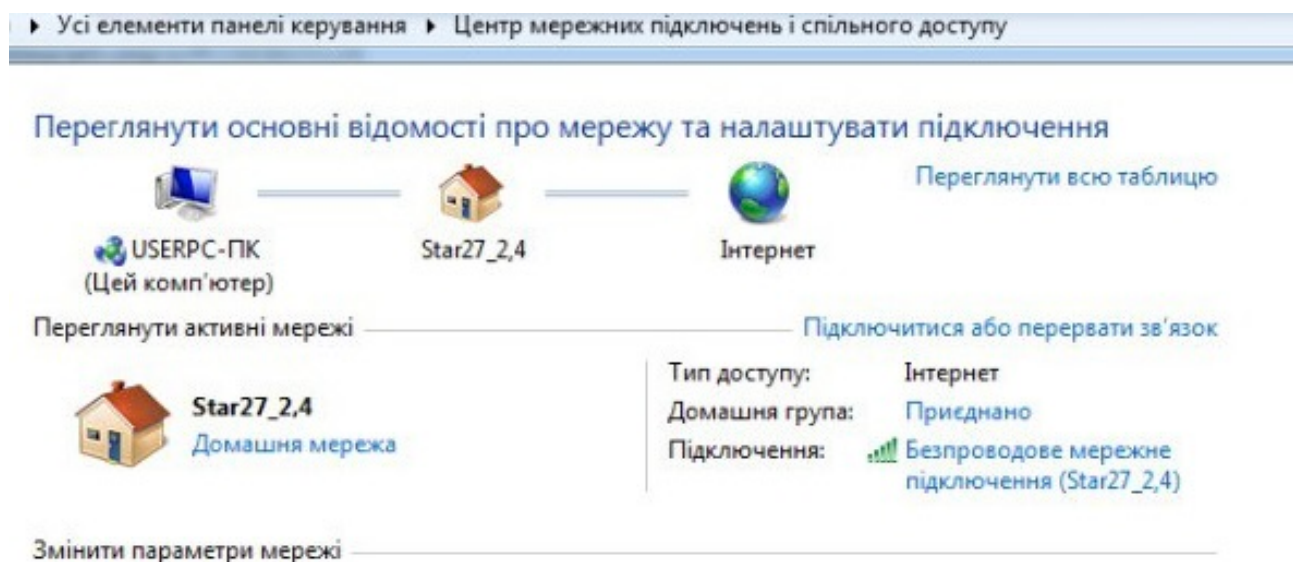 Усі елементи панелі керування ▸ Центр мережних підключень і спільного доступу
Переглянути основні відомості про мережу та налаштувати підключення
Переглянути всю таблицю
USERPC-ПК
(Цей комп'ютер)
Star27_2,4
Інтернет
Переглянути активні мережі
Підключитися або перервати зв'язок
Star27_2,4
Домашня мережа
Тип доступу: Інтернет
Домашня група: Приєднано
Підключення: Безпроводове мережне
підключення (Star27_2,4)
Змінити параметри мережі